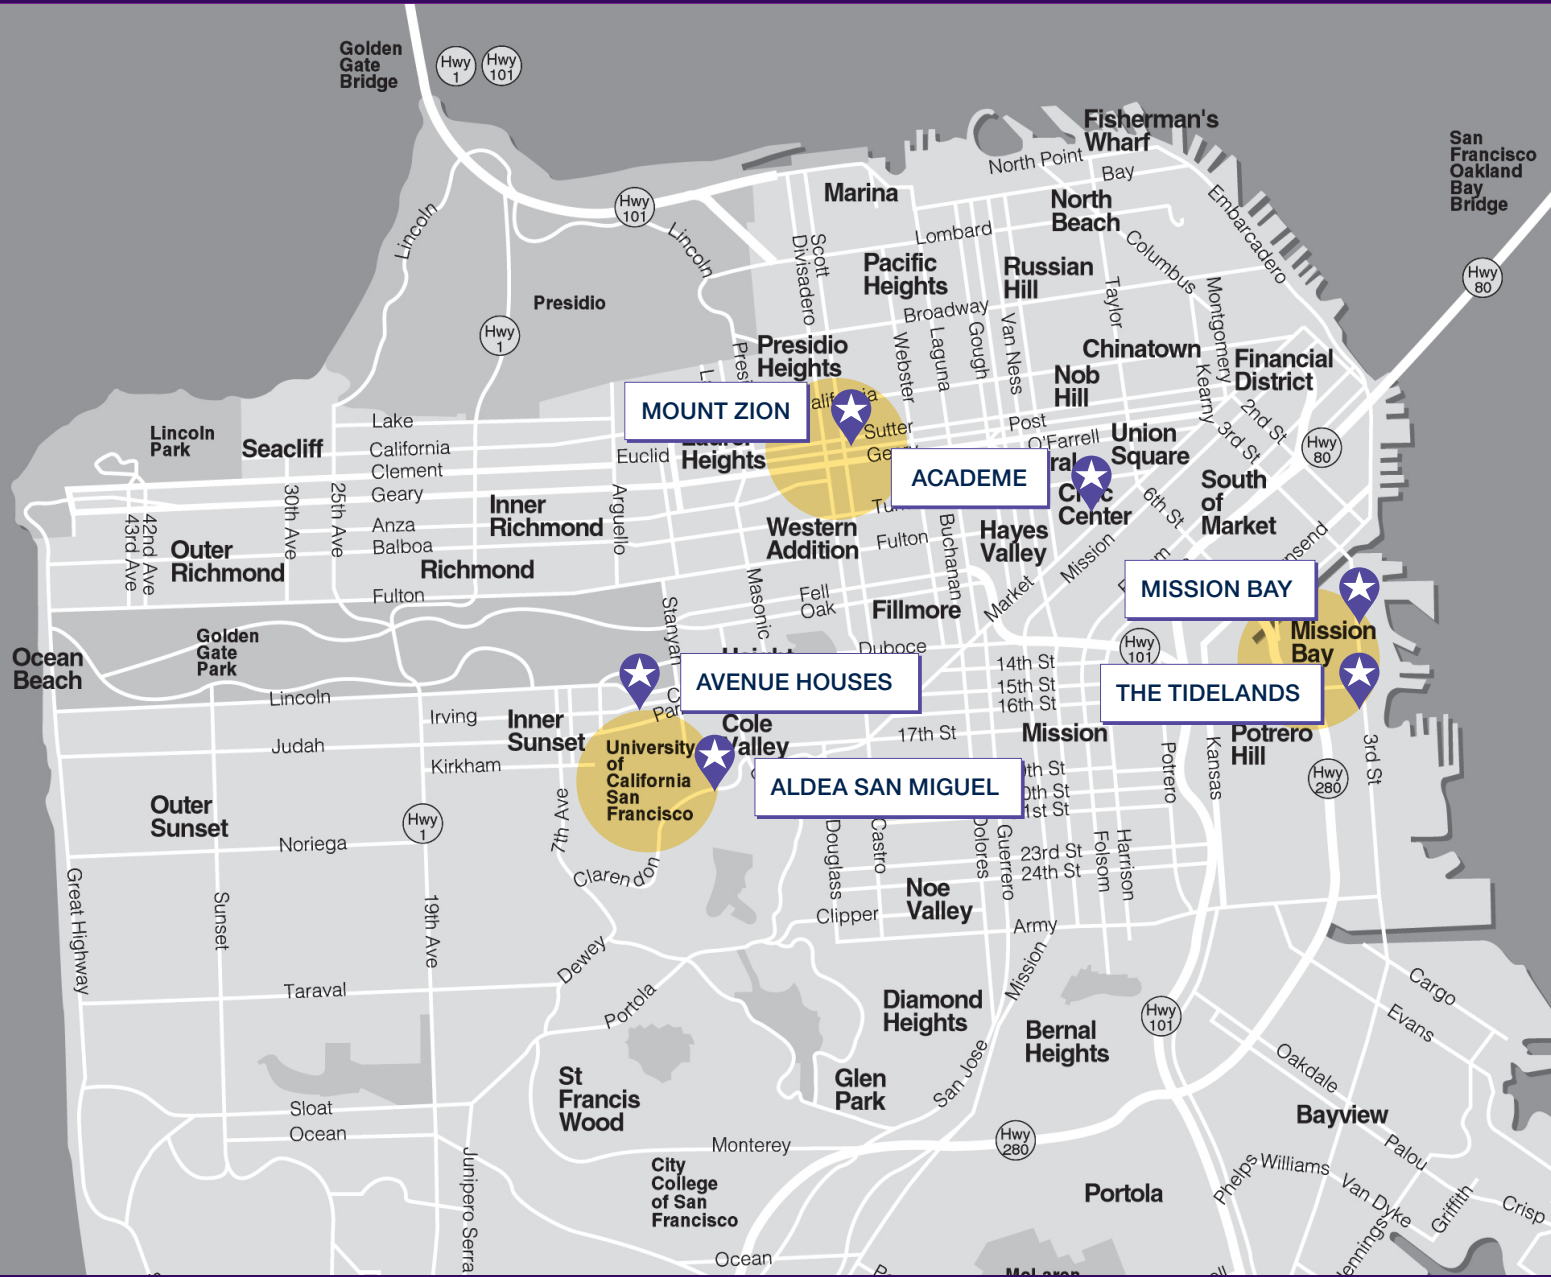 Golden
Gate
Bridge
Hwy
1
Hwy
101
Fisherman's
Wharf
San
Francisco
Oakland
Bay
Bridge
North Point
Bay
Marina
North
Beach
Embarcadero
Hwy
101
Lincoln
Lincoln
Lombard
Columbus
Scott
Divisadero
Pacific
Heights
Russian
Hill
Taylor
Montgomery
Hwy
80
Presidio
Hwy
1
Broadway
Webster
Laguna
Gough
Van Ness
Presidio
Heights
Chinatown
Nob
Hill
Financial
District
Kearny
MOUNT ZION
Lake
California
Clement
Geary
Anza
Balboa
Fulton
Lincoln
Park
Seacliff
Euclid
Heights
Sutter
Post
O'Farrell
Union
Square
2nd St
3rd St
Hwy
80
ACADEME
Center
South
of
Market
6th St
43rd Ave
42nd Ave
30th Ave
25th Ave
Arguello
Inner
Richmond
Outer
Richmond
Richmond
Western
Addition
Fulton
Buchanan
Hayes
Valley
Mission
Market
MISSION BAY
Mission
Bay
Golden
Gate
Park
Ocean
Beach
Stanyan
Masonic
Fell
Oak
Fillmore
Duboce
Hwy
101
14th St
15th St
16th St
17th St
AVENUE HOUSES
THE TIDELANDS
Lincoln
Irving
Judah
Kirkham
Inner
Sunset
Cole
Valley
University
of
California
San
Francisco
ALDEA SAN MIGUEL
Mission
Potrero
Hill
Potrero
Kansas
Hwy
280
3rd St
Outer
Sunset
Hwy
1
Noriega
7th Ave
Clarendon
Douglass
Castro
Dolores
Guerrero
23rd St
24th St
Folsom
Harrison
Noe
Valley
Clipper
Army
Great Highway
Sunset
19th Ave
Taraval
Dewey
Portola
Mission
Diamond
Heights
Bernal
Heights
San Jose
Hwy
101
Cargo
Evans
Oakdale
St
Francis
Wood
Glen
Park
Bayview
Sloat
Ocean
Junipero Serra
Monterey
Hwy
280
City
College
of San
Francisco
Portola
Phelps
Williams
Palou
Van Dyke
Griffith
Crisp
Ocean